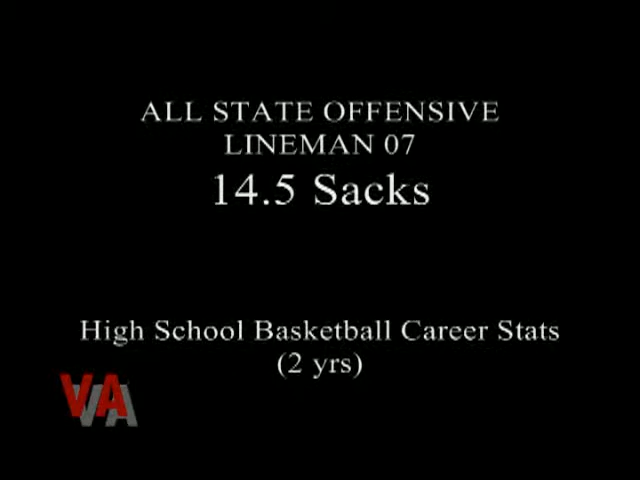 ALL STATE OFFENSIVE
LINEMAN 07
14.5 Sacks
High School Basketball Career Stats
(2 yrs)
VA